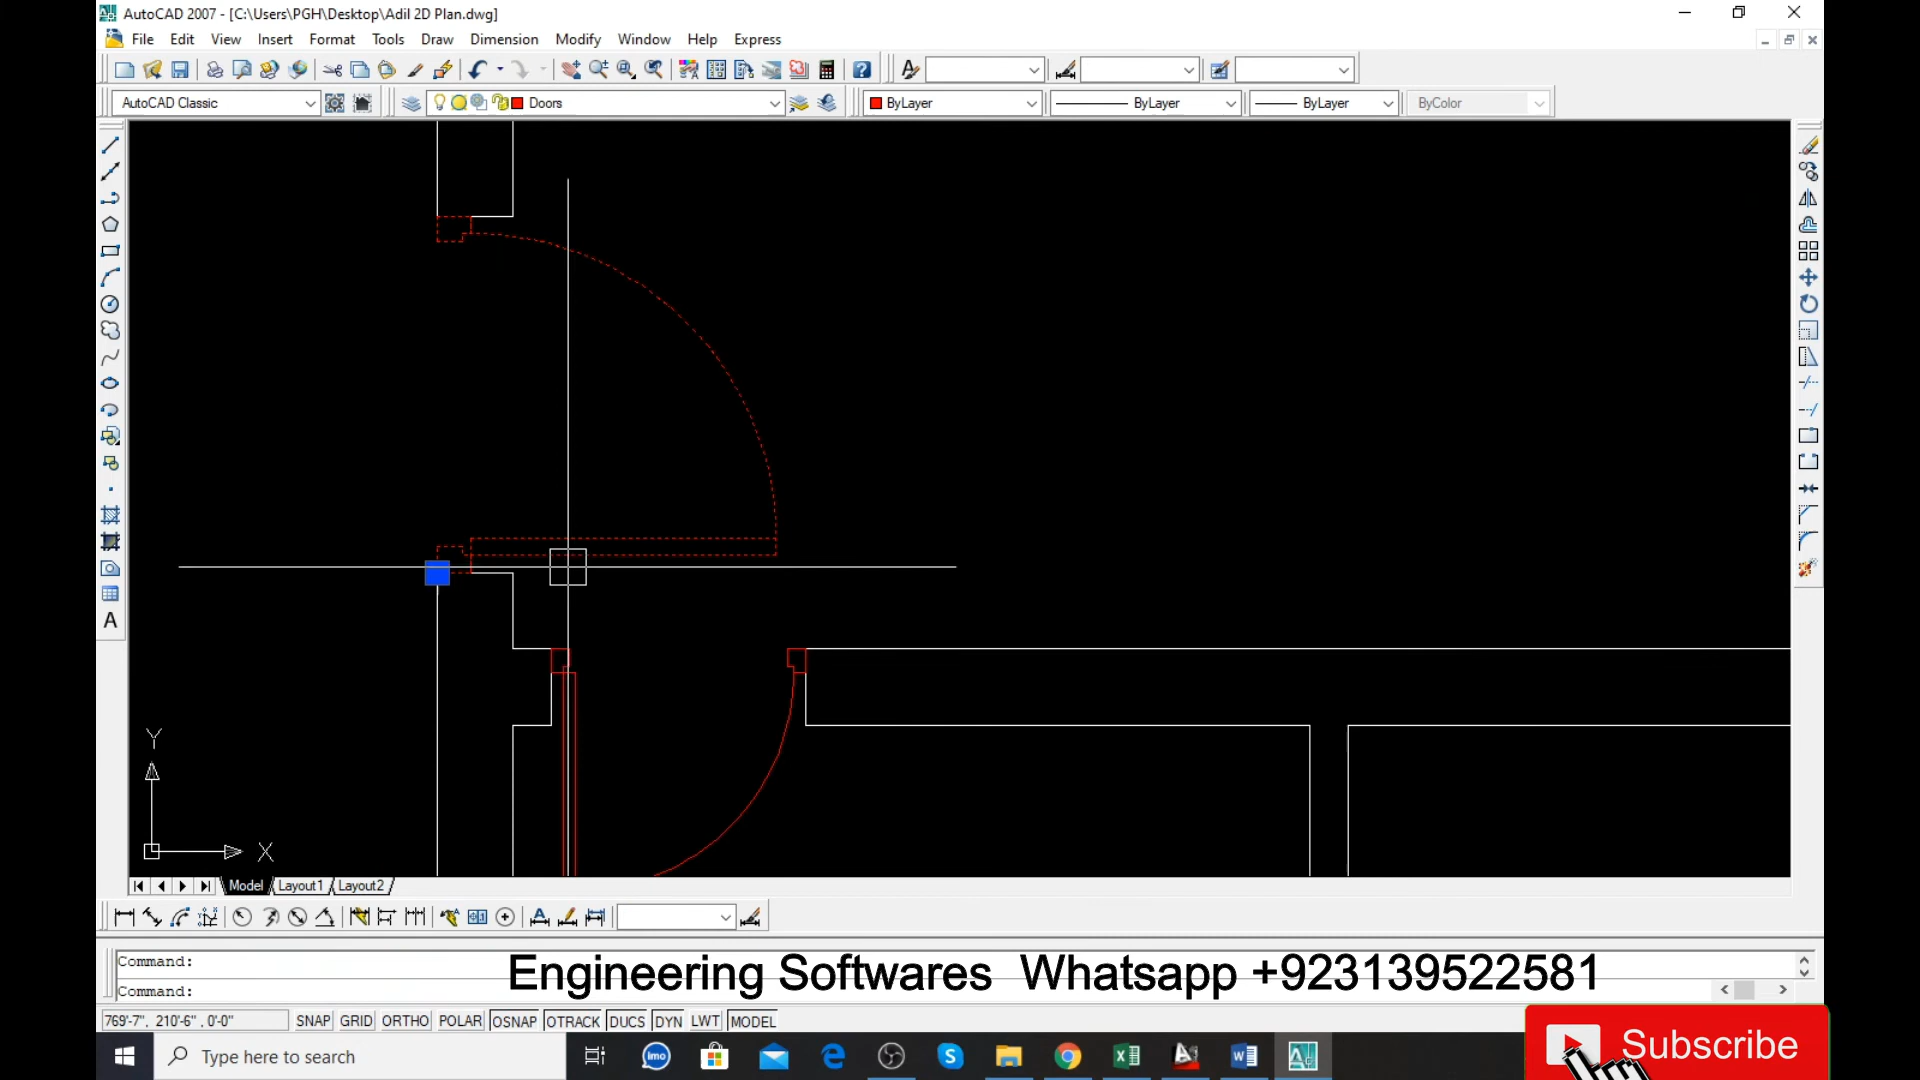 AutoCAD 2007 - [C:\Users\PGH\Desktop\Adil 2D Plan.dwg]
File Edit View Insert Format Tools Draw Dimension Modify Window Help Express
AutoCAD Classic Doors ByLayer ByLayer ByLayer ByColor
A
Y
X
Model Layout1 Layout2
Command:
Command:
Engineering Softwares Whatsapp +923139522581
769'-7", 210'-6" , 0'-0" SNAP GRID ORTHO POLAR OSNAP OTRACK DUCS DYN LWT MODEL
Subscribe
Type here to search
imo